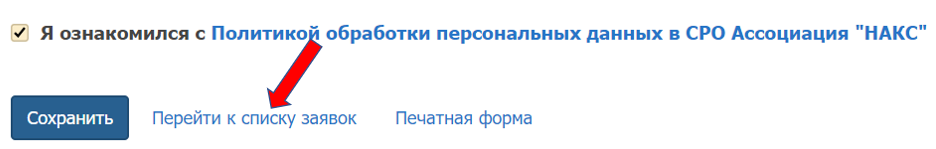 Я ознакомился с Политикой обработки персональных данных в СРО Ассоциация "НАКС"
Сохранить Перейти к списку заявок Печатная форма